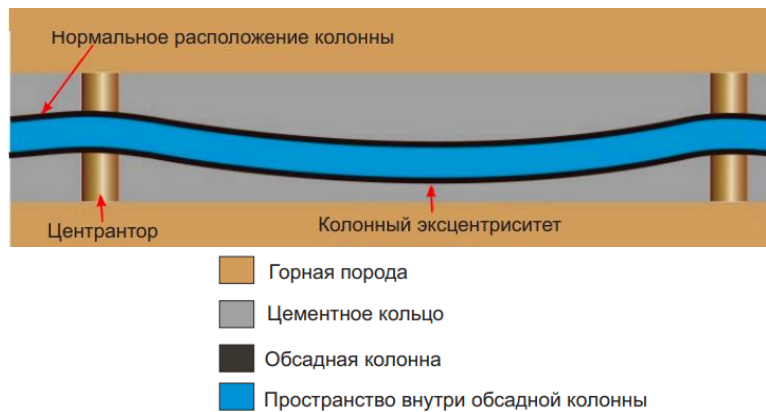 Нормальное расположение колонны
Центрантор
Колонный эксцентриситет
Горная порода
Цементное кольцо
Обсадная колонна
Пространство внутри обсадной колонны